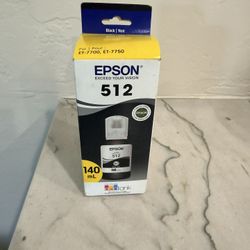 Black | Noir
For / Pour
ET-7700, ET-7750
EPSON
EXCEED YOUR VISION
512
EPSON
512
140
mL